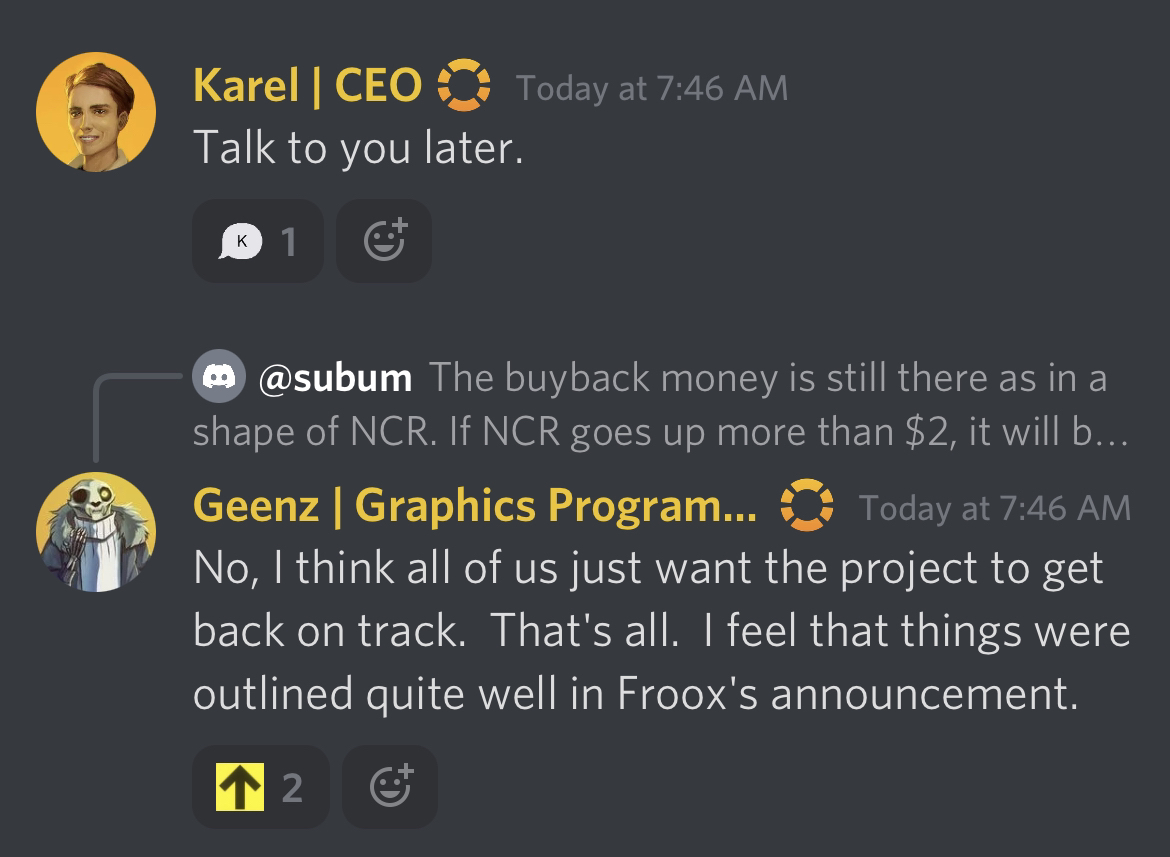 Karel | CEO Today at 7:46 AM
Talk to you later.
K 1
@subum The buyback money is still there as in a
shape of NCR. If NCR goes up more than $2, it will b…
Geenz | Graphics Program... Today at 7:46 AM
No, I think all of us just want the project to get
back on track.  That's all.  I feel that things were
outlined quite well in Froox's announcement.
2